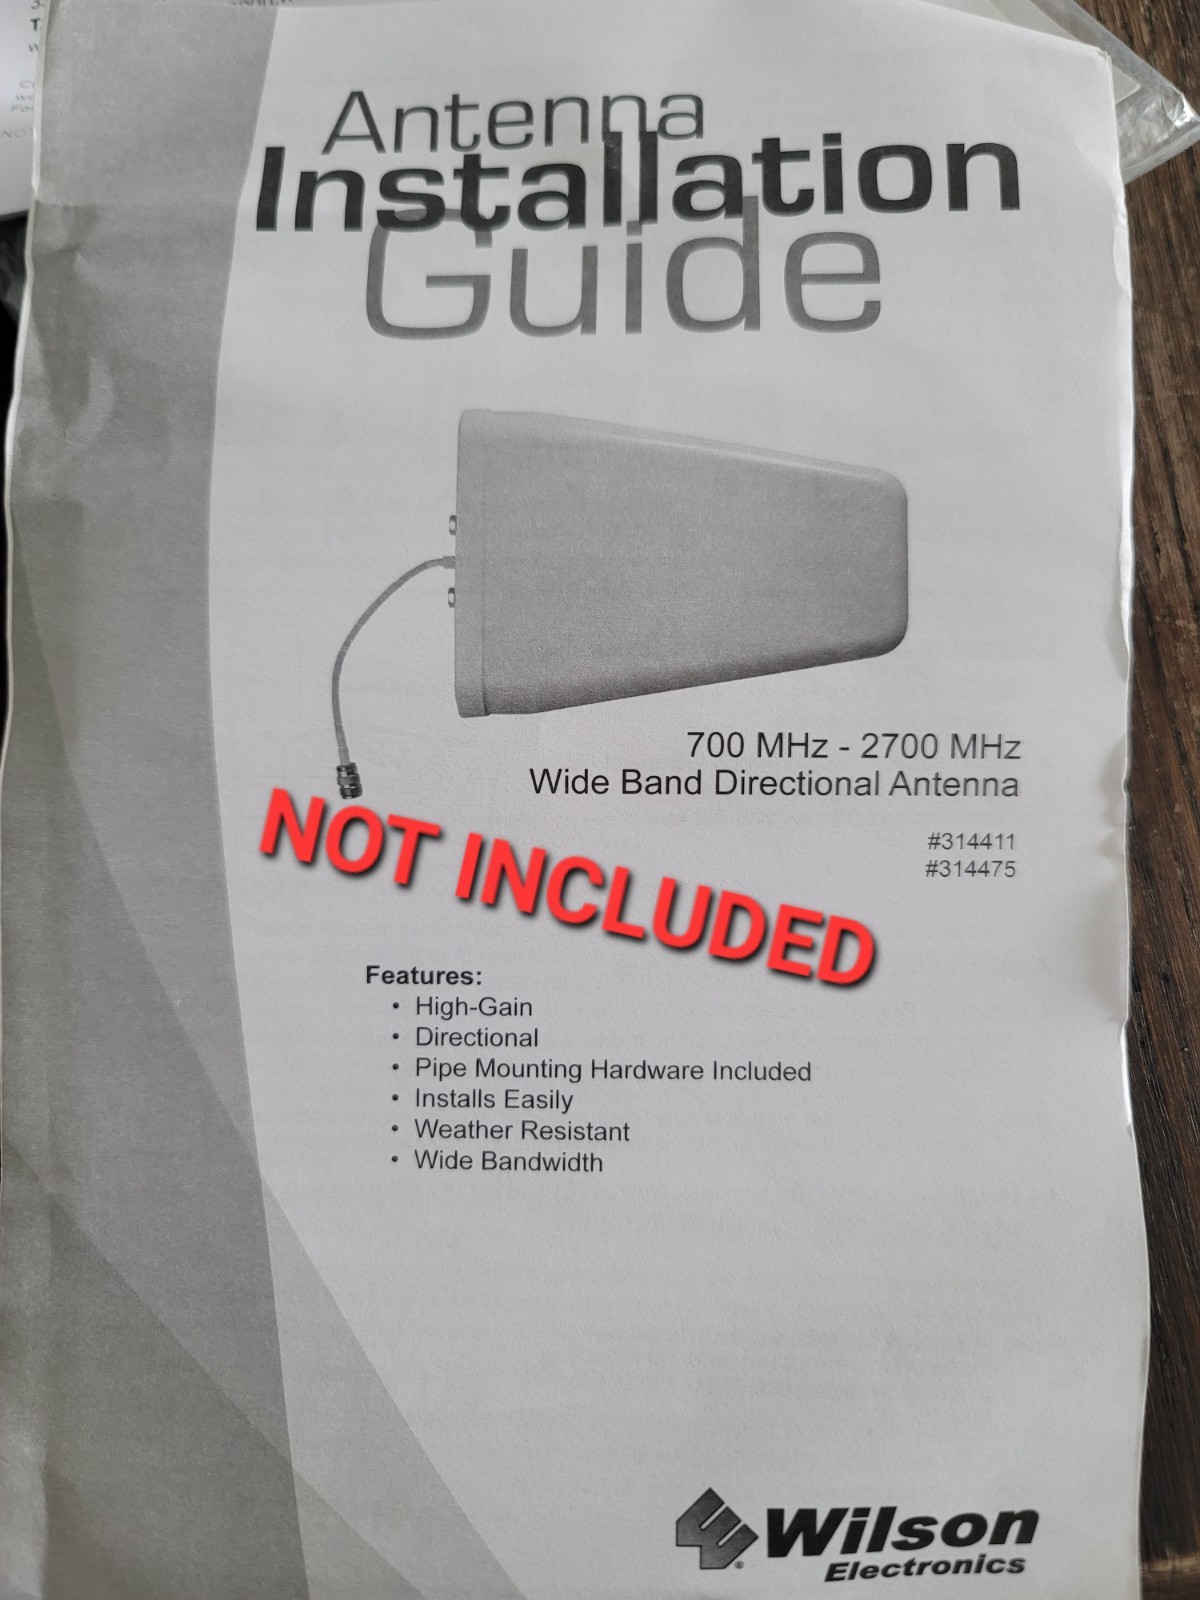 Antenna
Installation
Guide
700 MHz - 2700 MHz
Wide Band Directional Antenna
#314411
#314475
NOT INCLUDED
Features:
• High-Gain
• Directional
• Pipe Mounting Hardware Included
• Installs Easily
• Weather Resistant
• Wide Bandwidth
Wilson
Electronics